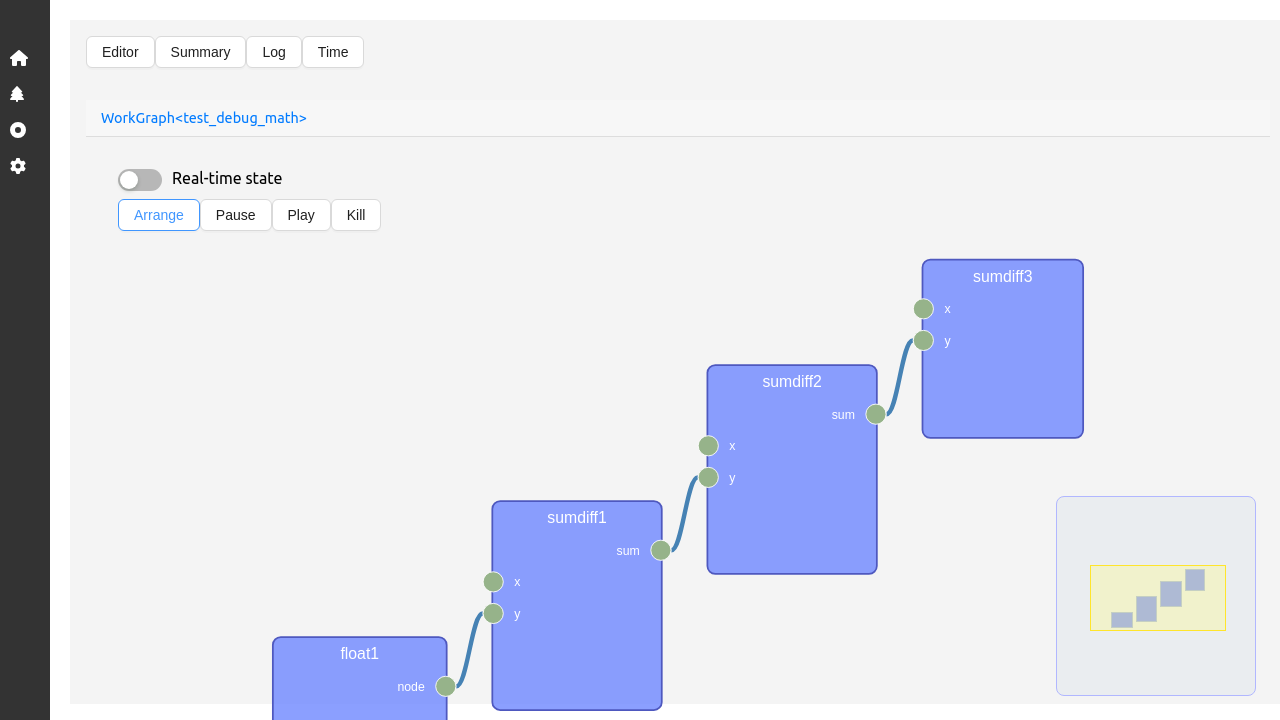 Editor Summary Log Time
WorkGraph<test_debug_math>
Real-time state
Arrange Pause Play Kill
sumdiff3
x
y
sumdiff2
sum
x
y
sumdiff1
sum
x
y
float1
node